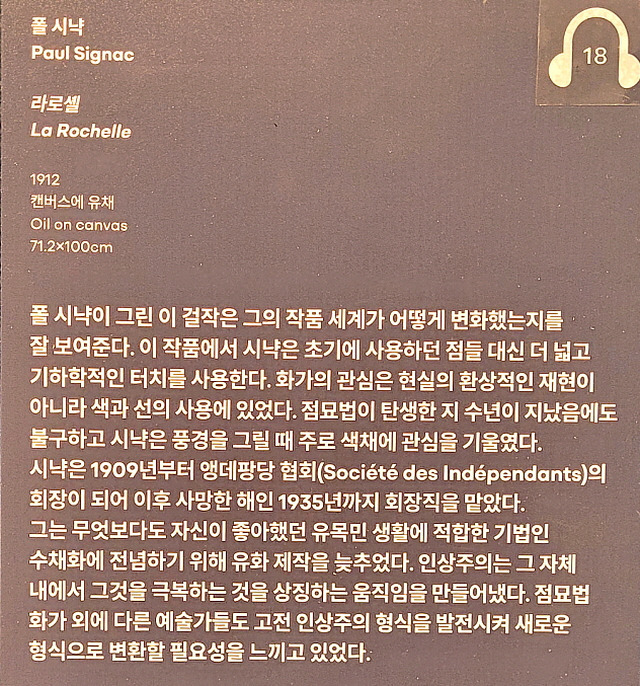 폴 시냑
Paul Signac
18
라로셸
La Rochelle
1912
캔버스에 유채
Oil on canvas
71.2×100cm
폴 시냑이 그린 이 걸작은 그의 작품 세계가 어떻게 변화했는지를
잘 보여준다. 이 작품에서 시냑은 초기에 사용하던 점들 대신 더 넓고
기하학적인 터치를 사용한다. 화가의 관심은 현실의 환상적인 재현이
아니라 색과 선의 사용에 있었다. 점묘법이 탄생한 지 수년이 지났음에도
불구하고 시냑은 풍경을 그릴 때 주로 색채에 관심을 기울였다.
시냑은 1909년부터 앵데팡당 협회(Société des Indépendants)의
회장이 되어 이후 사망한 해인 1935년까지 회장직을 맡았다.
그는 무엇보다도 자신이 좋아했던 유목민 생활에 적합한 기법인
수채화에 전념하기 위해 유화 제작을 늦추었다. 인상주의는 그 자체
내에서 그것을 극복하는 것을 상징하는 움직임을 만들어냈다. 점묘법
화가 외에 다른 예술가들도 고전 인상주의 형식을 발전시켜 새로운
형식으로 변환할 필요성을 느끼고 있었다.